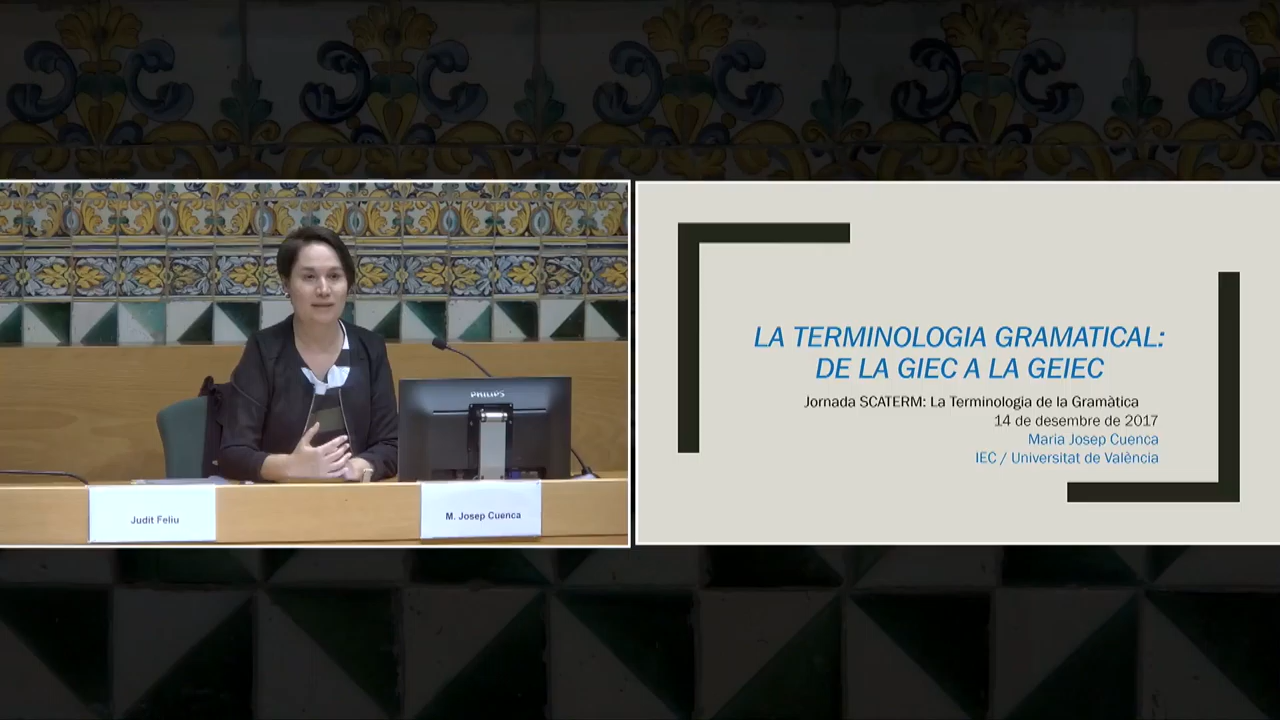 PHILIPS
Judit Feliu
M. Josep Cuenca
LA TERMINOLOGIA GRAMATICAL:
DE LA GIEC A LA GEIEC
Jornada SCATERM: La Terminologia de la Gramàtica
14 de desembre de 2017
Maria Josep Cuenca
IEC / Universitat de València